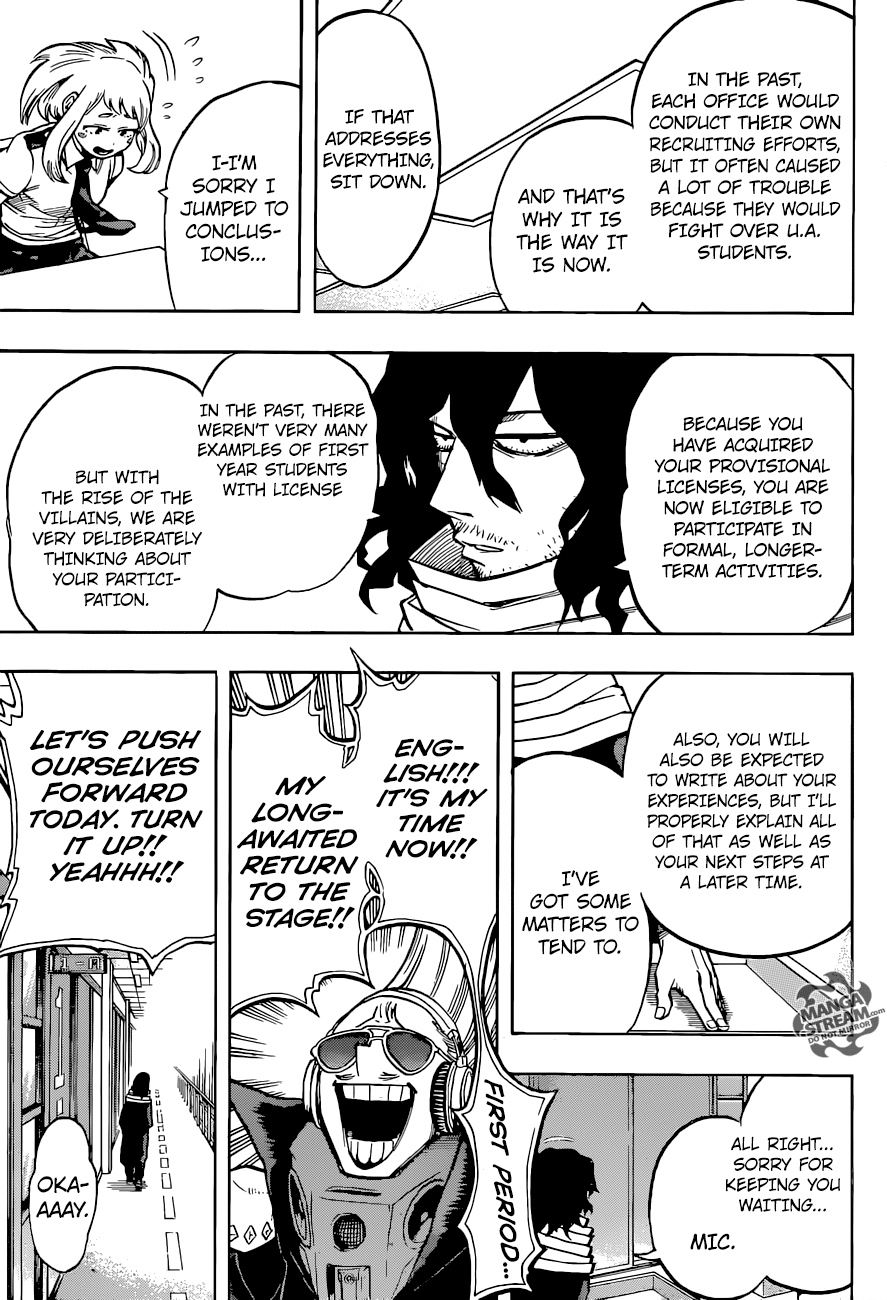 IN THE PAST,
EACH OFFICE WOULD
CONDUCT THEIR OWN
RECRUITING EFFORTS,
BUT IT OFTEN CAUSED
A LOT OF TROUBLE
BECAUSE THEY WOULD
FIGHT OVER U.A.
STUDENTS.
AND THAT'S
WHY IT IS
THE WAY IT
IS NOW.
IF THAT
ADDRESSES
EVERYTHING,
SIT DOWN.
I-I'M
SORRY I
JUMPED TO
CONCLUS-
IONS...
BECAUSE YOU
HAVE ACQUIRED
YOUR PROVISIONAL
LICENSES, YOU ARE
NOW ELIGIBLE TO
PARTICIPATE IN
FORMAL, LONGER-
TERM ACTIVITIES.
IN THE PAST, THERE
WEREN'T VERY MANY
EXAMPLES OF FIRST
YEAR STUDENTS
WITH LICENSE
BUT WITH
THE RISE OF THE
VILLAINS, WE ARE
VERY DELIBERATELY
THINKING ABOUT
YOUR PARTICI-
PATION.
ALSO, YOU WILL
ALSO BE EXPECTED
TO WRITE ABOUT YOUR
EXPERIENCES, BUT I'LL
PROPERLY EXPLAIN ALL
OF THAT AS WELL AS
YOUR NEXT STEPS AT
A LATER TIME.
I'VE
GOT SOME
MATTERS TO
TEND TO.
MANGA
STREAM.com
DO NOT MIRROR
ALL RIGHT...
SORRY FOR
KEEPING YOU
WAITING...
MIC.
FIRST PERIOD...
ENG-
LISH!!!
IT'S MY
TIME
NOW!!
MY
LONG-
AWAITED
RETURN
TO THE
STAGE!!
LET'S PUSH
OURSELVES
FORWARD
TODAY. TURN
IT UP!!
YEAHHH!!
1-A
OKA-
AAAY.